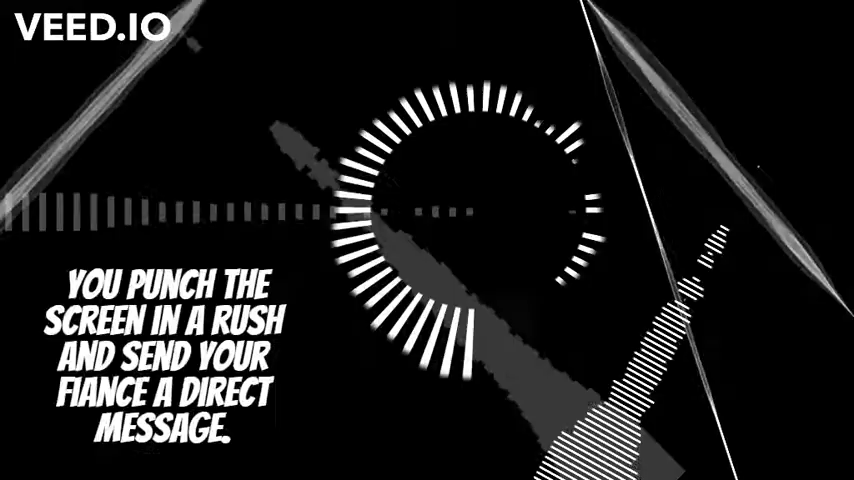 VEED.IO
YOU PUNCH THE
SCREEN IN A RUSH
AND SEND YOUR
FIANCE A DIRECT
MESSAGE.